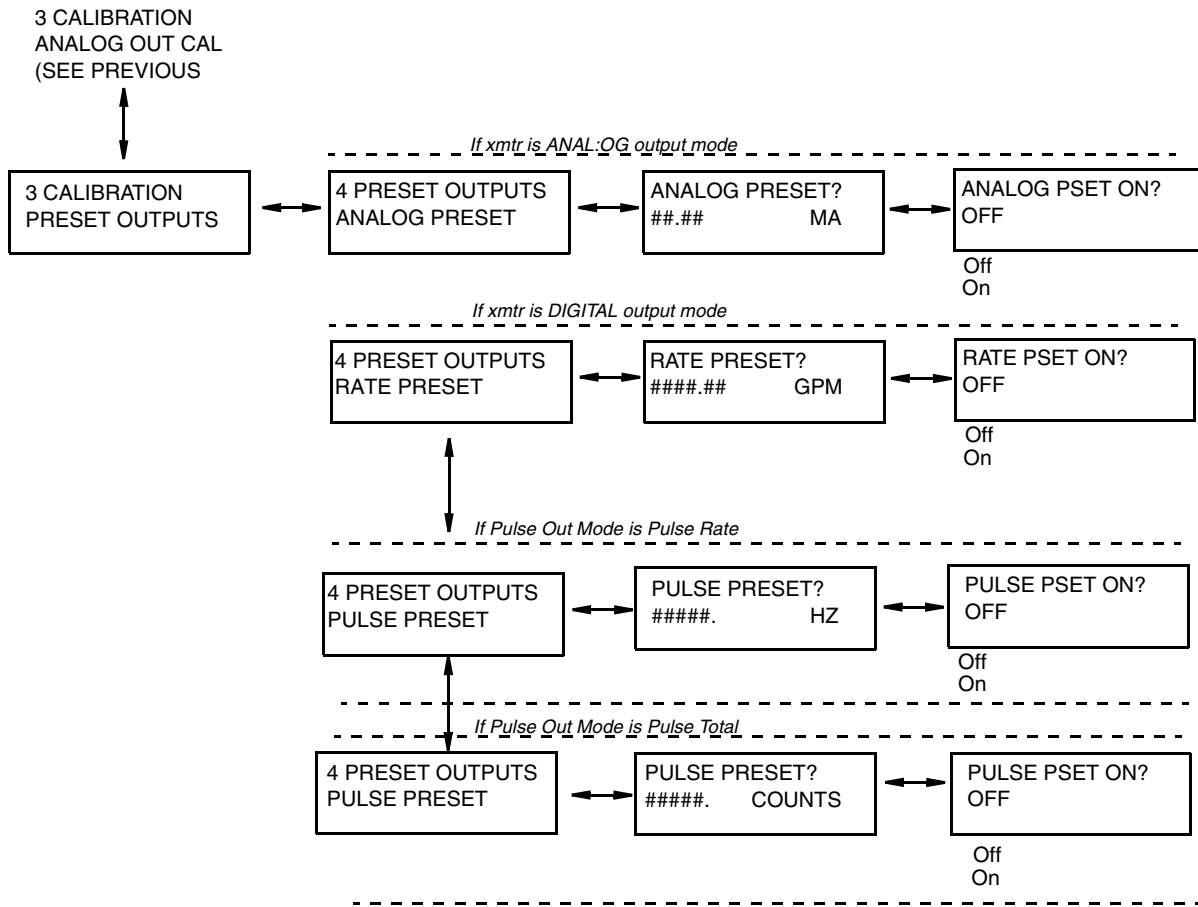 3 CALIBRATION
ANALOG OUT CAL
(SEE PREVIOUS
If xmtr is ANAL:OG output mode
3 CALIBRATION
PRESET OUTPUTS
4 PRESET OUTPUTS
ANALOG PRESET
ANALOG PRESET?
##.## MA
ANALOG PSET ON?
OFF
Off
On
If xmtr is DIGITAL output mode
4 PRESET OUTPUTS
RATE PRESET
RATE PRESET?
####.## GPM
RATE PSET ON?
OFF
Off
On
If Pulse Out Mode is Pulse Rate
4 PRESET OUTPUTS
PULSE PRESET
PULSE PRESET?
#####. HZ
PULSE PSET ON?
OFF
Off
On
If Pulse Out Mode is Pulse Total
4 PRESET OUTPUTS
PULSE PRESET
PULSE PRESET?
#####. COUNTS
PULSE PSET ON?
OFF
Off
On